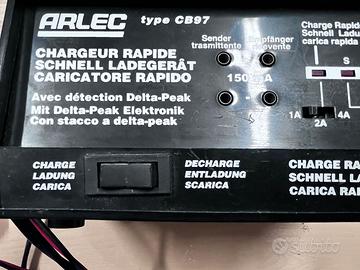 ARLEC type CB97
CHARGEUR RAPIDE
SCHNELL LADEGERÄT
CARICATORE RAPIDO
Avec détection Delta-Peak
Mit Delta-Peak Elektronik
Con stacco a delta-peak
Sender
trasmittente
Empfänger
150
Charge Rapide
Schnell Ladung
carica rapida
S
1A
2A
4A
CHARGE
LADUNG
CARICA
DECHARGE
ENTLADUNG
SCARICA
CHARGE RA
SCHNELL LA
CARICA RAP
subito